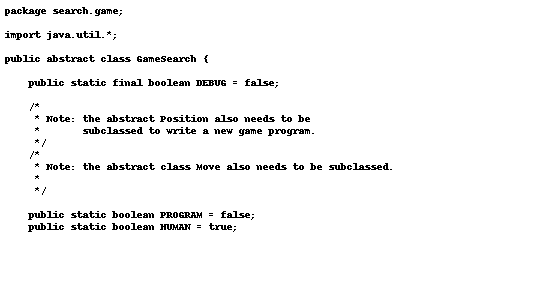 package search.game;
import java.util.*;
public abstract class GameSearch {
public static final boolean DEBUG = false;
/*
* Note: the abstract Position also needs to be
*       subclassed to write a new game program.
*/
/*
* Note: the abstract class Move also needs to be subclassed.
*
*/
public static boolean PROGRAM = false;
public static boolean HUMAN = true;